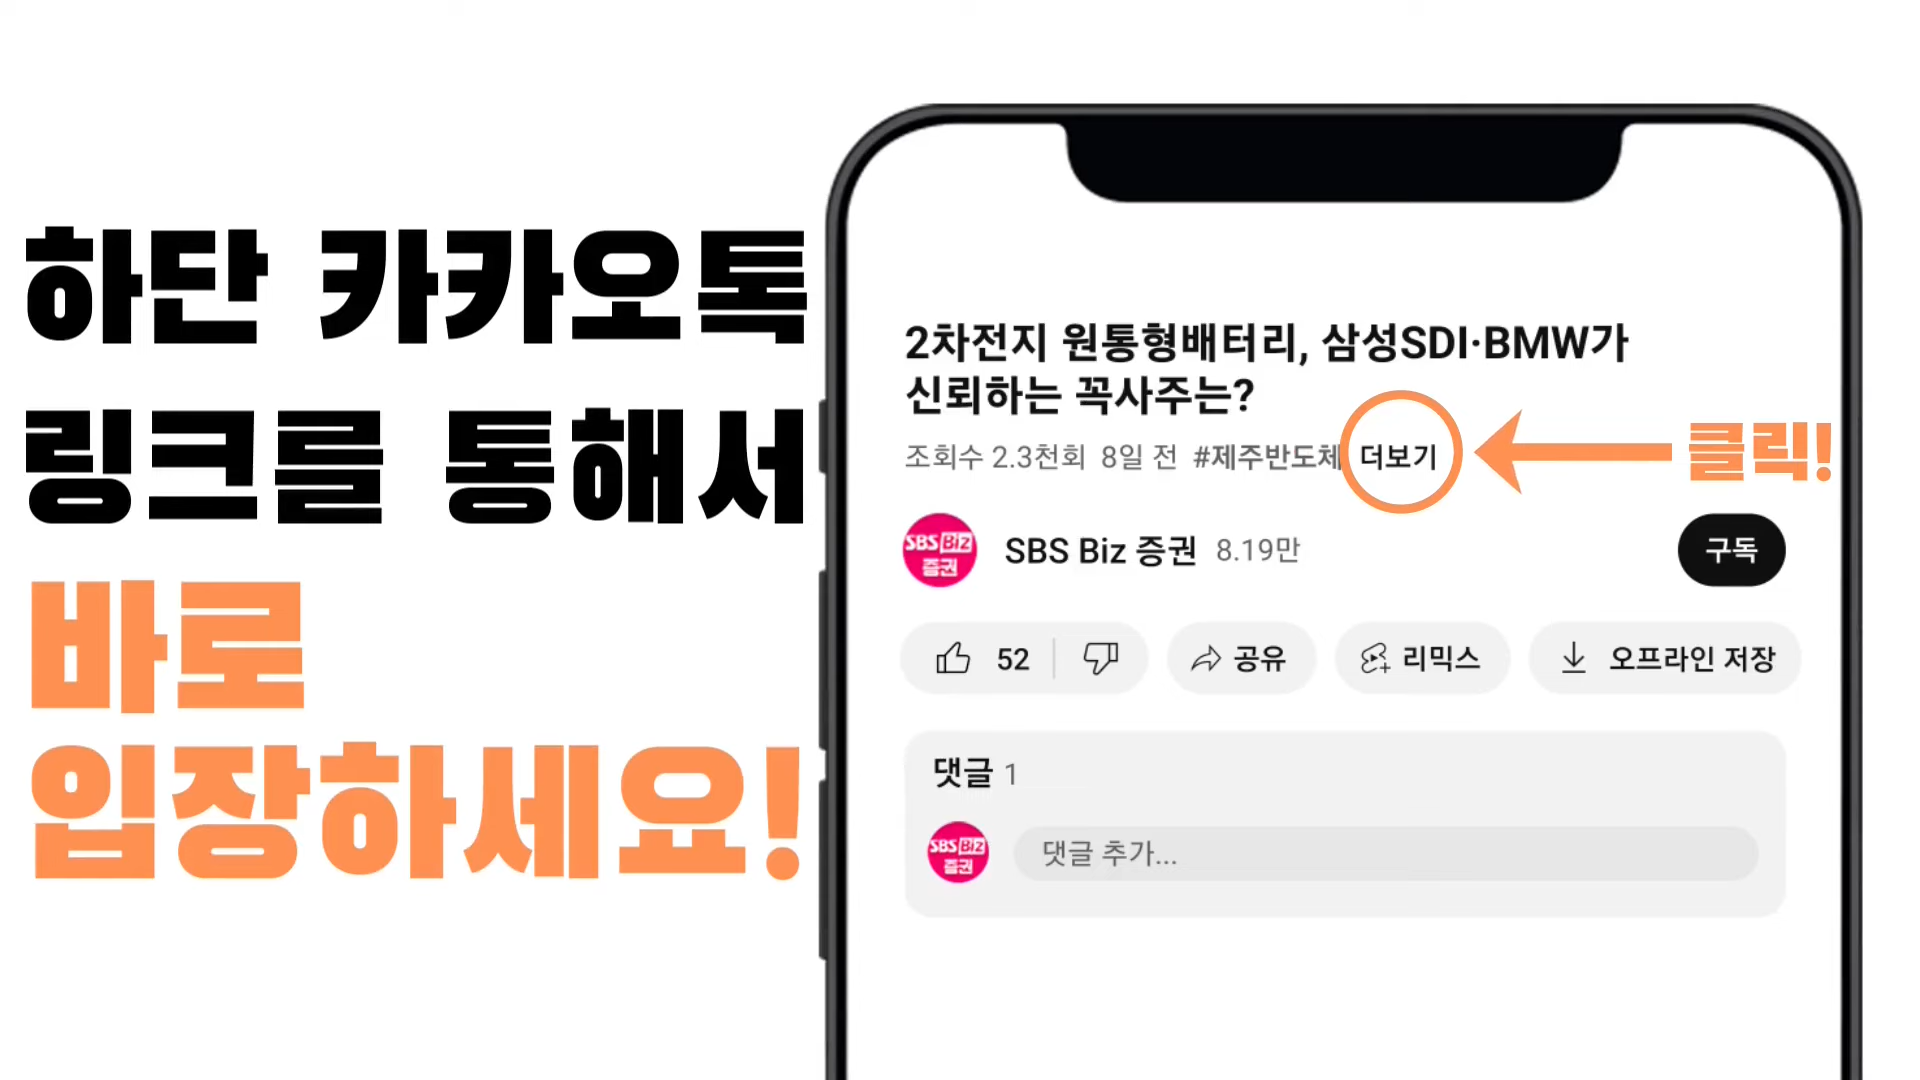 하단 카카오톡
링크를 통해서
바로
입장하세요!
2차전지 원통형배터리, 삼성SDI·BMW가
신뢰하는 꼭사주는?
조회수 2.3천회 8일 전 #제주반도체 더보기
클릭!
SBS Biz 증권
SBS Biz 증권 8.19만
구독
52
공유
리믹스
오프라인 저장
댓글 1
SBS Biz 증권
댓글 추가...